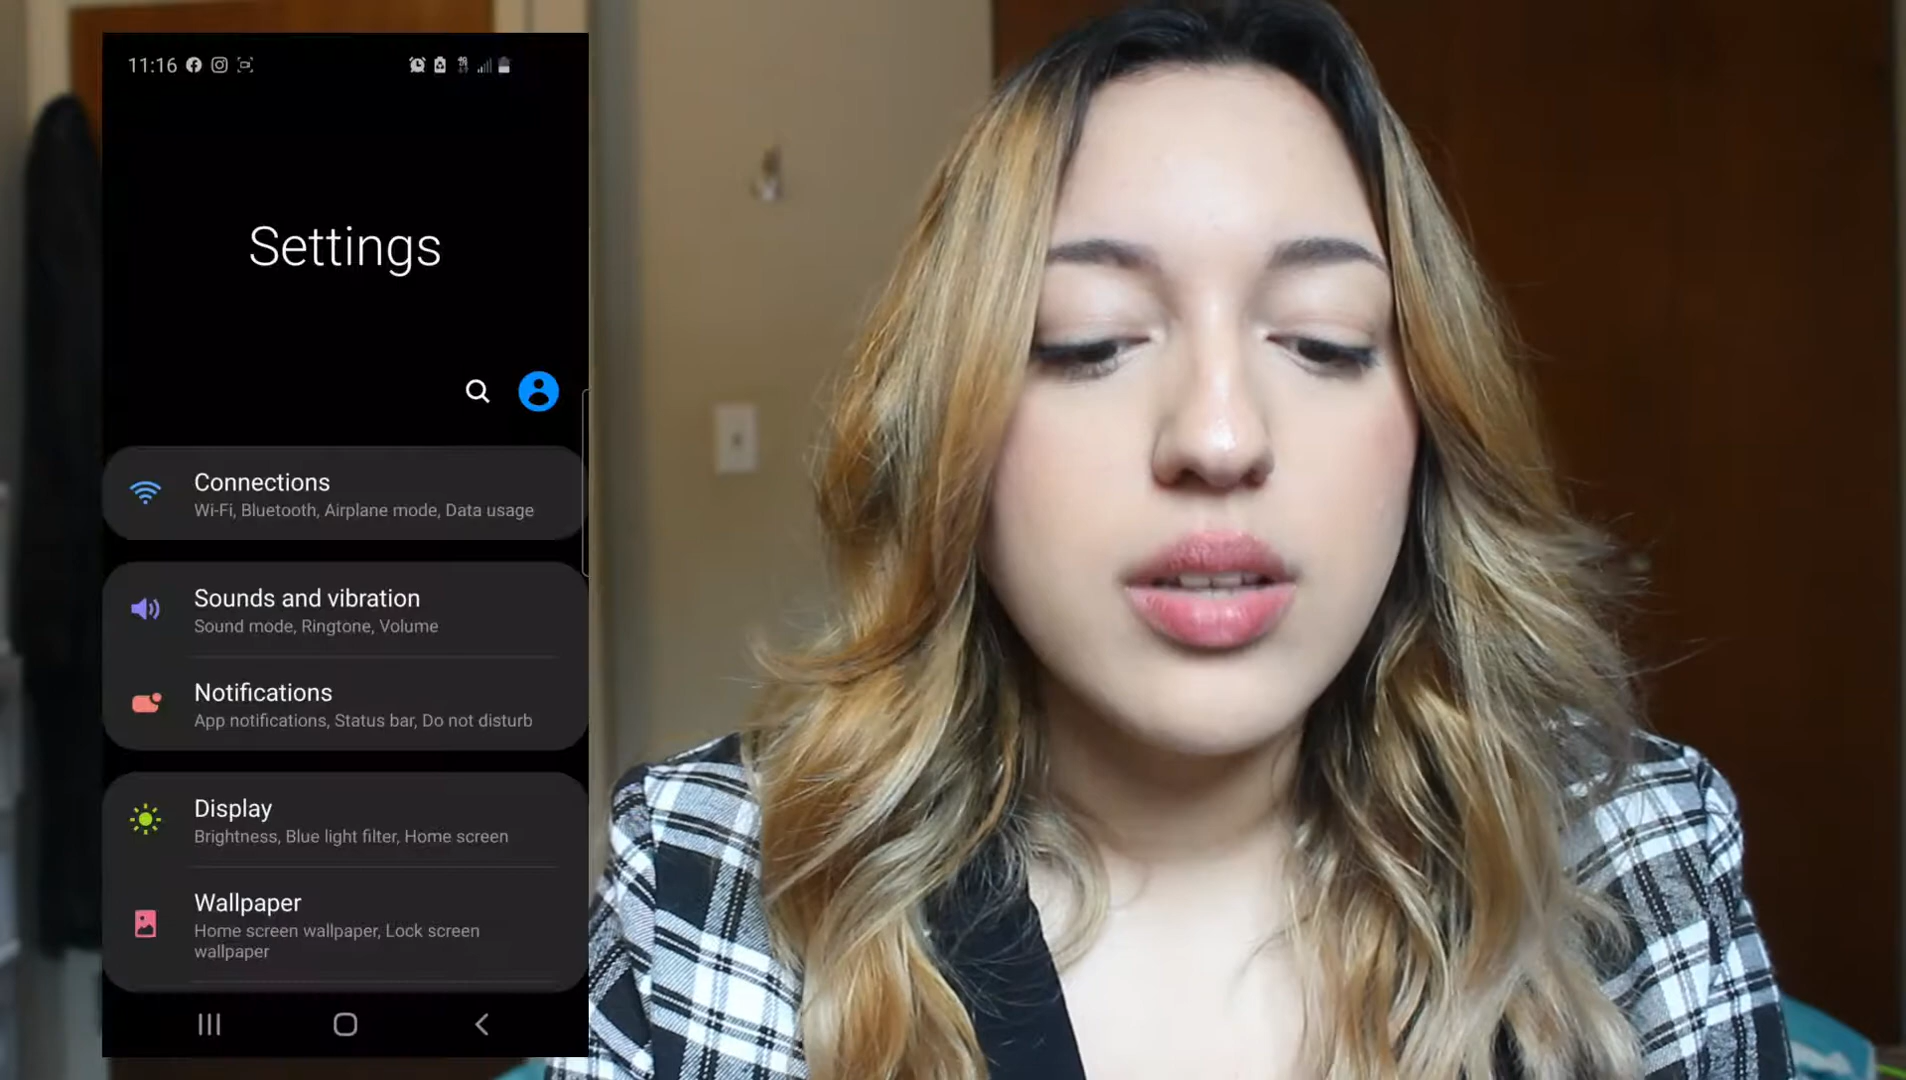 11:16
Settings
Connections
Wi-Fi, Bluetooth, Airplane mode, Data usage
Sounds and vibration
Sound mode, Ringtone, Volume
Notifications
App notifications, Status bar, Do not disturb
Display
Brightness, Blue light filter, Home screen
Wallpaper
Home screen wallpaper, Lock screen
wallpaper